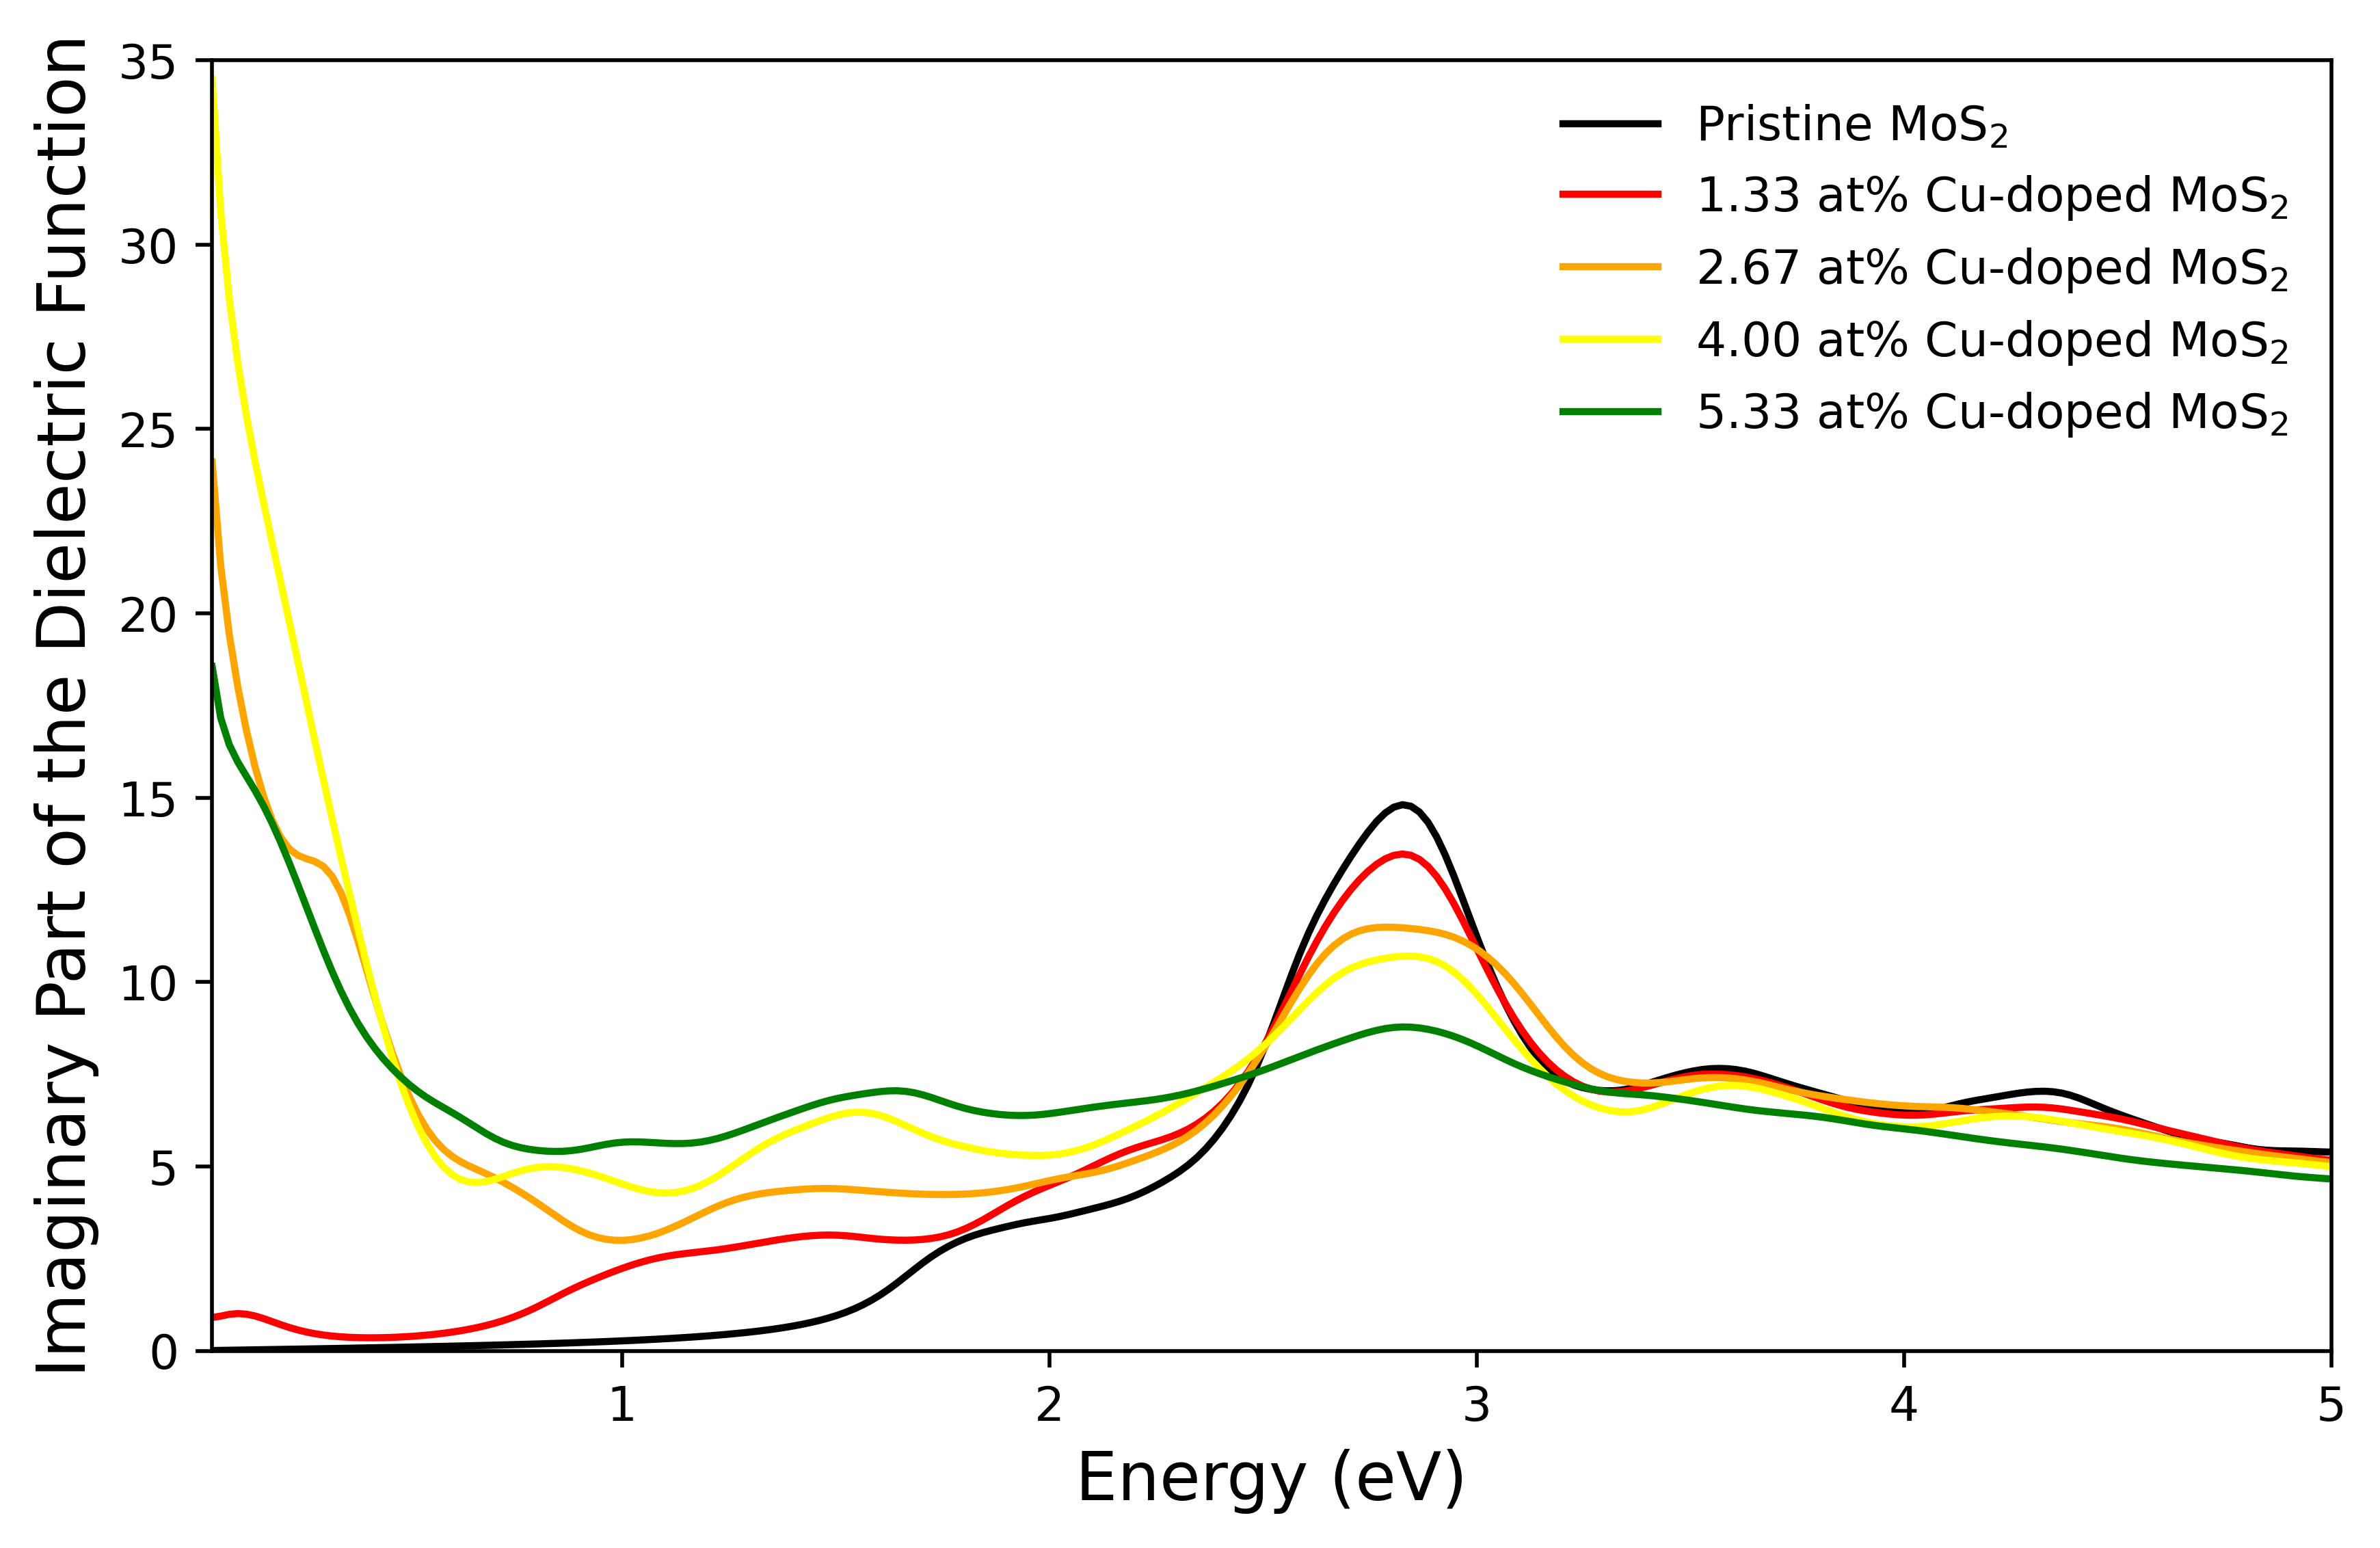 Imaginary Part of the Dielectric Function
35
30
25
20
15
10
5
0
Pristine MoS₂
1.33 at% Cu-doped MoS₂
2.67 at% Cu-doped MoS₂
4.00 at% Cu-doped MoS₂
5.33 at% Cu-doped MoS₂
1 2 3 4 5
Energy (eV)